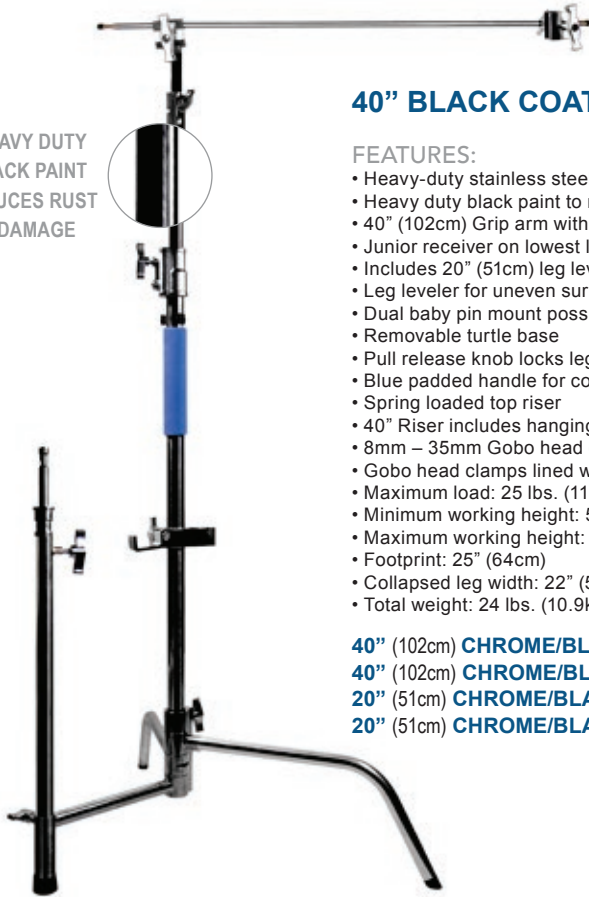 40” BLACK COAT
FEATURES:
• Heavy-duty stainless stee
• Heavy duty black paint to
• 40” (102cm) Grip arm with
• Junior receiver on lowest
• Includes 20” (51cm) leg lev
• Leg leveler for uneven sur
• Dual baby pin mount poss
• Removable turtle base
• Pull release knob locks leg
• Blue padded handle for co
• Spring loaded top riser
• 40” Riser includes hanging
• 8mm – 35mm Gobo head
• Gobo head clamps lined w
• Maximum load: 25 lbs. (11
• Minimum working height: 5
• Maximum working height:
• Footprint: 25” (64cm)
• Collapsed leg width: 22” (5
• Total weight: 24 lbs. (10.9k
40” (102cm) CHROME/BL
40” (102cm) CHROME/BL
20” (51cm) CHROME/BLA
20” (51cm) CHROME/BLA
AVY DUTY
ACK PAINT
UCES RUST
DAMAGE